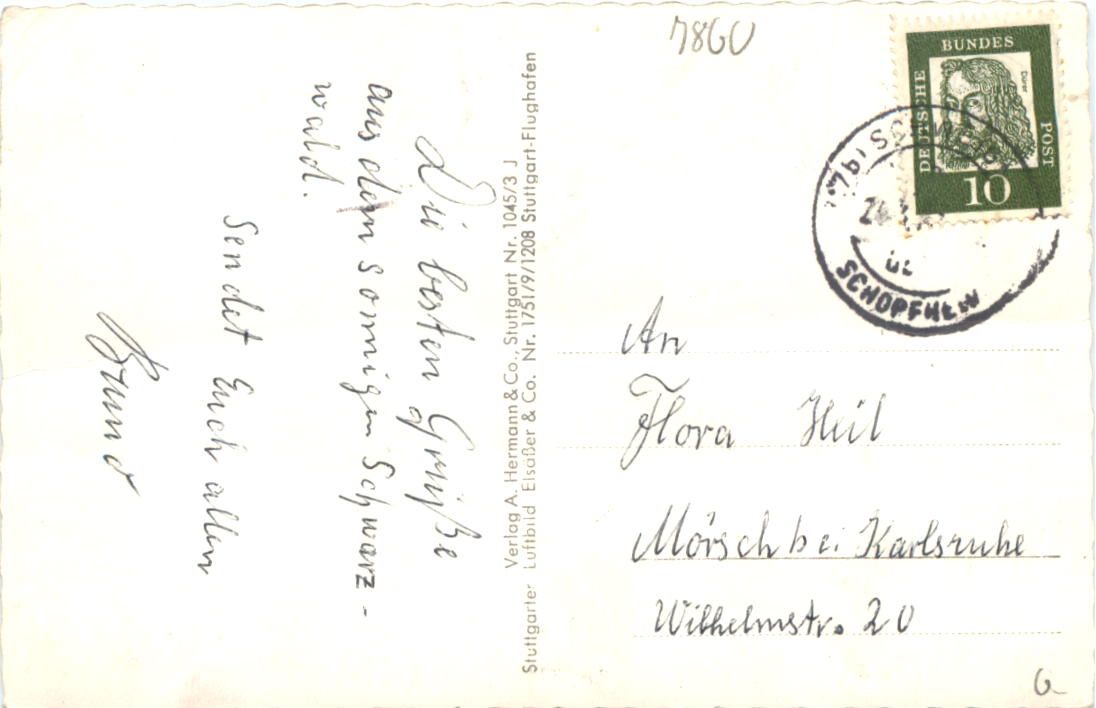 Die besten Grüße
aus dem sonnigen Schwarz-
wald.
Sendet Euch allen
Verlag A. Hermann & Co., Stuttgart Nr. 1045/3 J
Stuttgarter Luftbild Elsäßer & Co. Nr. 1751/9/1208 Stuttgart-Flughafen
7860
DEUTSCHE BUNDES POST
Dürer
10
SCHOPFHEIM
An
Flora Heil
Mörsch bei Karlsruhe
Wilhelmstr. 20